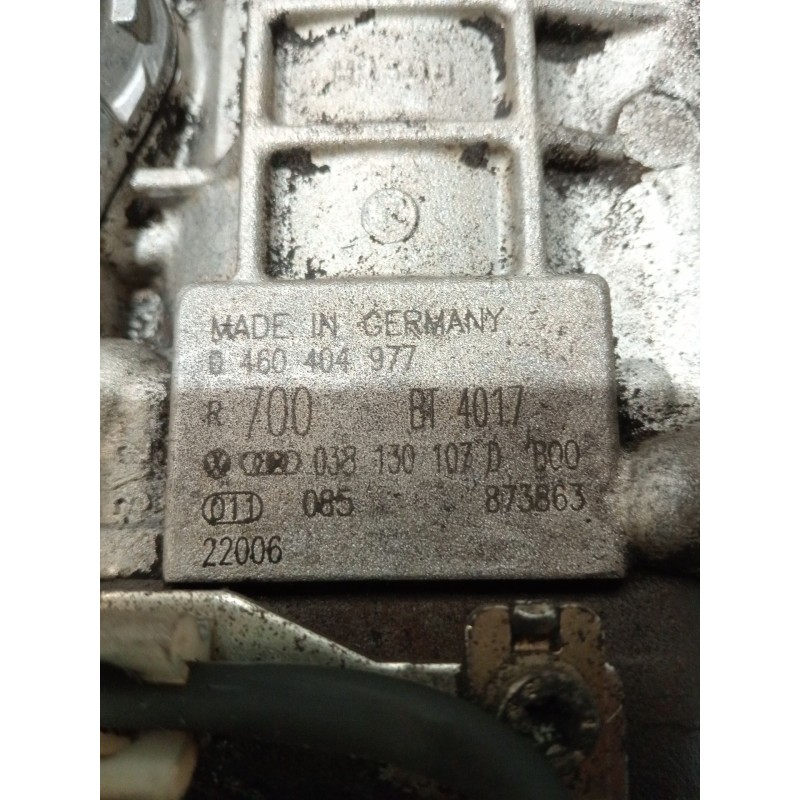 MADE IN GERMANY
0 460 404 977
R 700 BT 4017
038 130 107 D B00
011 085 873863
22006